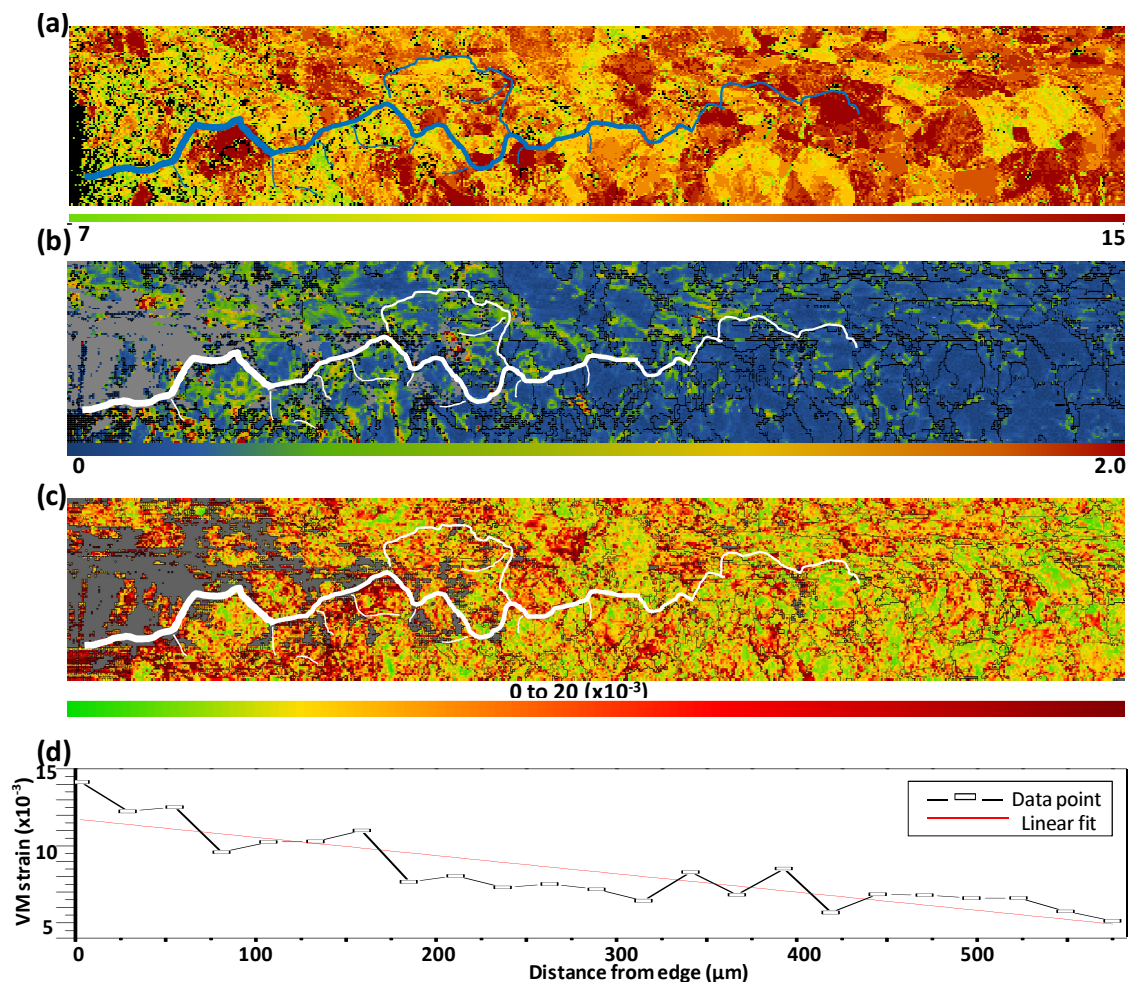 (a)
7 15
(b)
0 2.0
(c)
0 to 20 (x10⁻³)
(d)
15
10
5
VM strain (x10⁻³)
Data point
Linear fit
0 100 200 300 400 500
Distance from edge (µm)